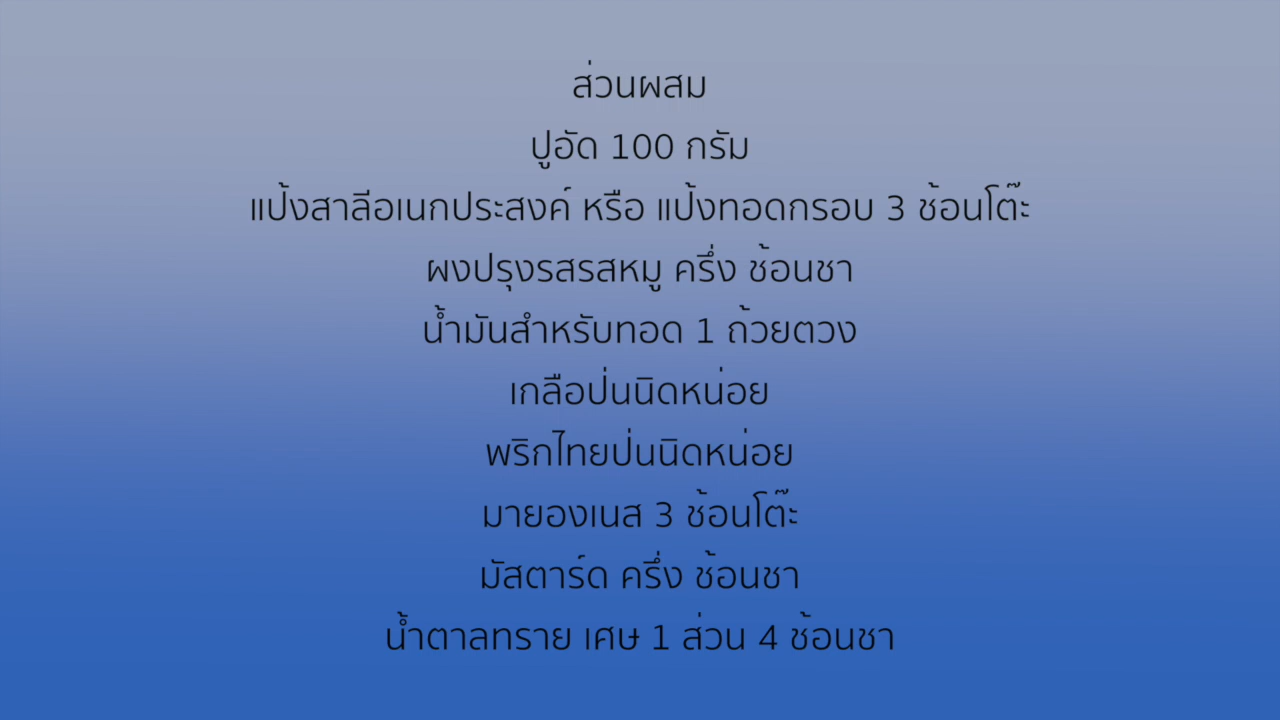 ส่วนผสม
ปูอัด 100 กรัม
แป้งสาลีอเนกประสงค์ หรือ แป้งทอดกรอบ 3 ช้อนโต๊ะ
ผงปรุงรสรสหมู ครึ่ง ช้อนชา
น้ำมันสำหรับทอด 1 ถ้วยตวง
เกลือป่นนิดหน่อย
พริกไทยป่นนิดหน่อย
มายองเนส 3 ช้อนโต๊ะ
มัสตาร์ด ครึ่ง ช้อนชา
น้ำตาลทราย เศษ 1 ส่วน 4 ช้อนชา